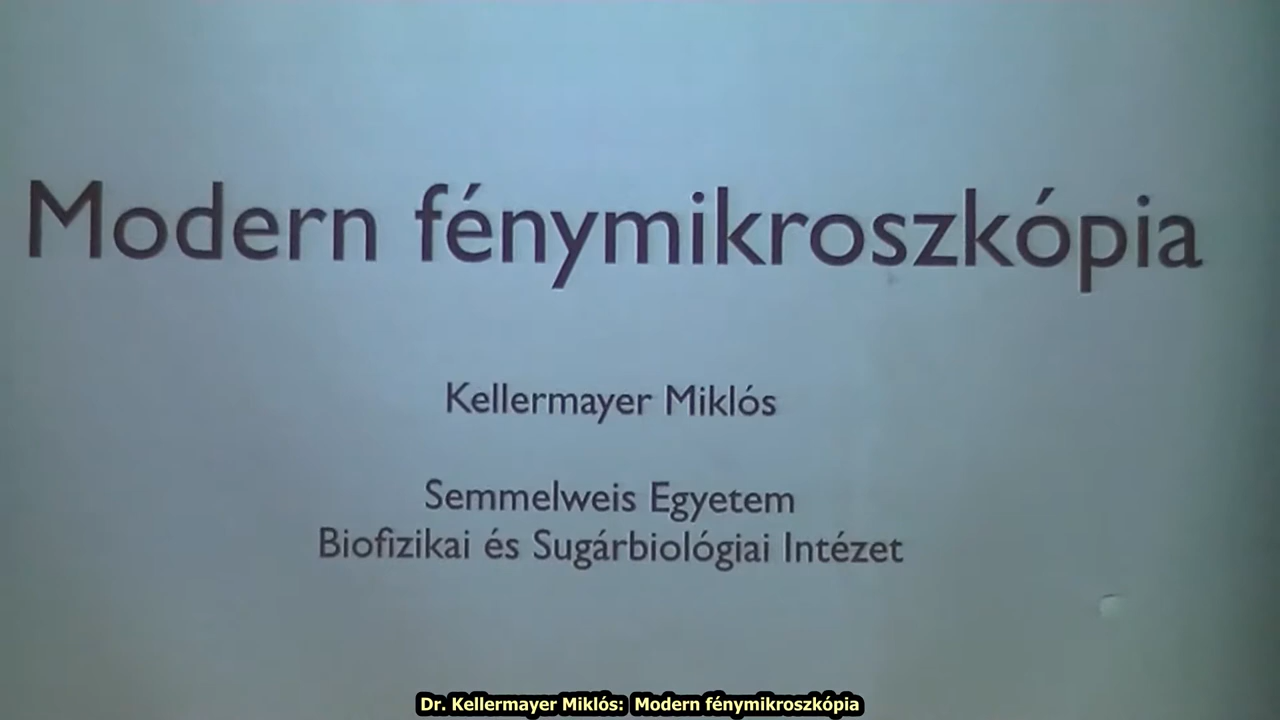 Modern fénymikroszkópia
Kellermayer Miklós
Semmelweis Egyetem
Biofizikai és Sugárbiológiai Intézet
Dr. Kellermayer Miklós: Modern fénymikroszkópia